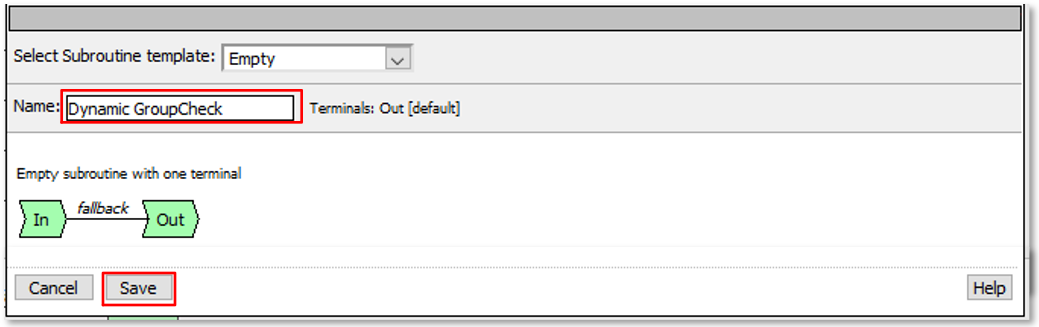 Select Subroutine template: Empty
Name: Dynamic GroupCheck Terminals: Out [default]
Empty subroutine with one terminal
In fallback Out
Cancel Save Help